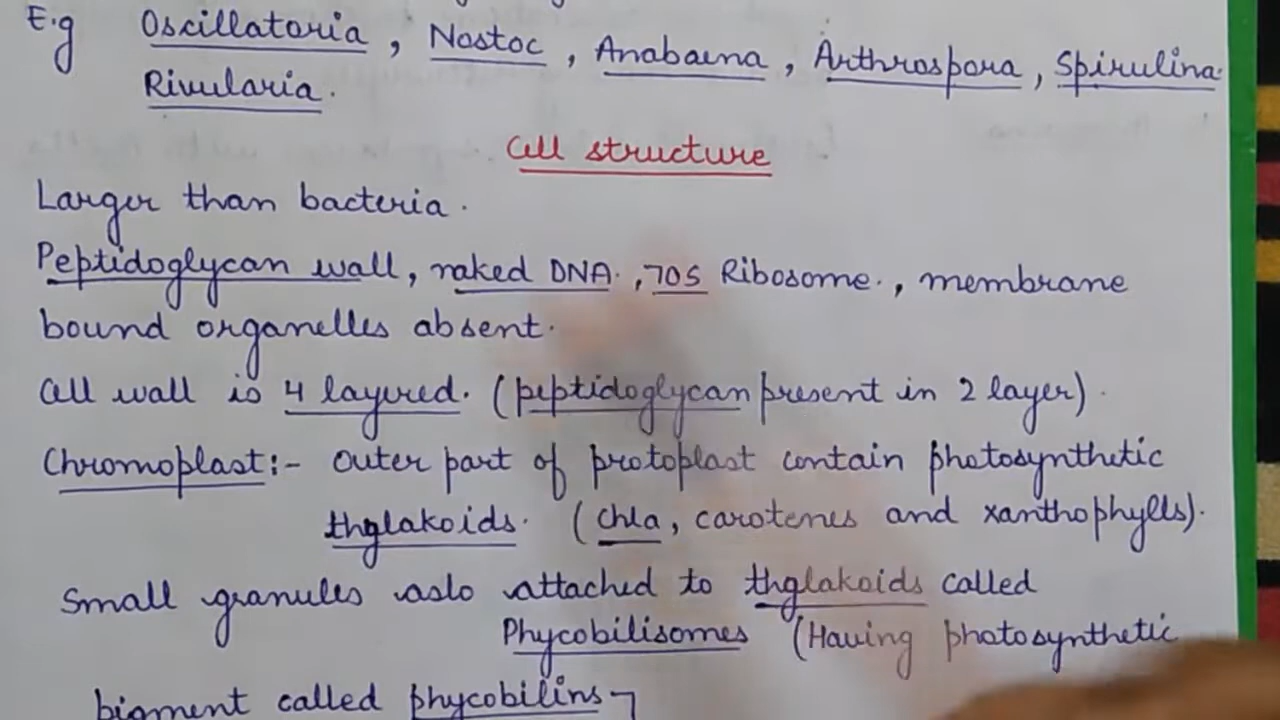 E.g Oscillatoria, Nostoc, Anabaena, Arthrospora, Spirulina.
Rivularia.
Cell structure
Larger than bacteria.
Peptidoglycan wall, naked DNA, 70S Ribosome, membrane
bound organelles absent.
Cell wall is 4 layered. (peptidoglycan present in 2 layer).
Chromoplast:- outer part of protoplast contain photosynthetic
thglakoids. (chla, carotenes and xanthophylls).
Small granules aslo attached to thglakoids called
Phycobilisomes (Having photosynthetic
pigment called phycobilins